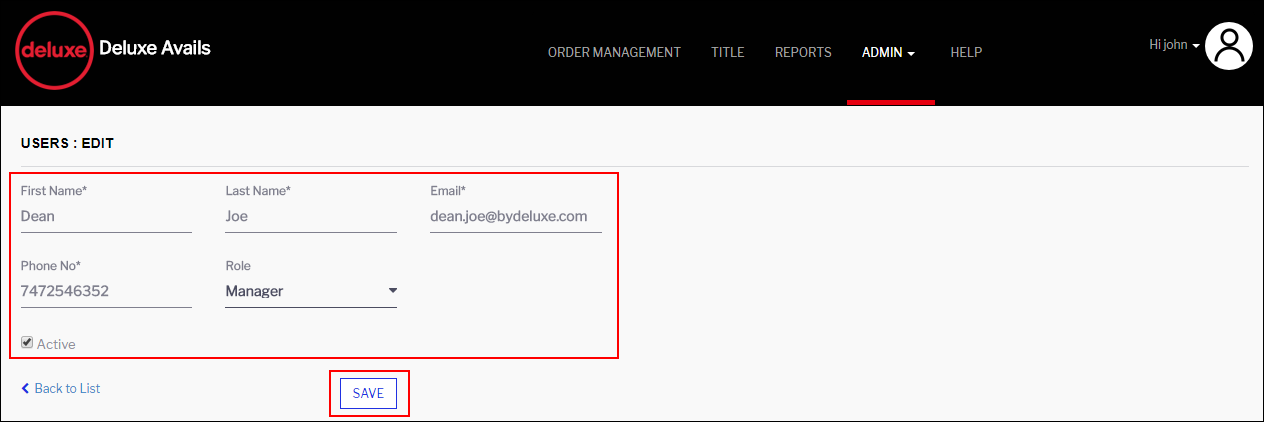 deluxe Deluxe Avails
ORDER MANAGEMENT TITLE REPORTS ADMIN HELP
Hi john
USERS : EDIT
First Name* Last Name* Email*
Dean Joe dean.joe@bydeluxe.com
Phone No* Role
7472546352 Manager
Active
Back to List SAVE